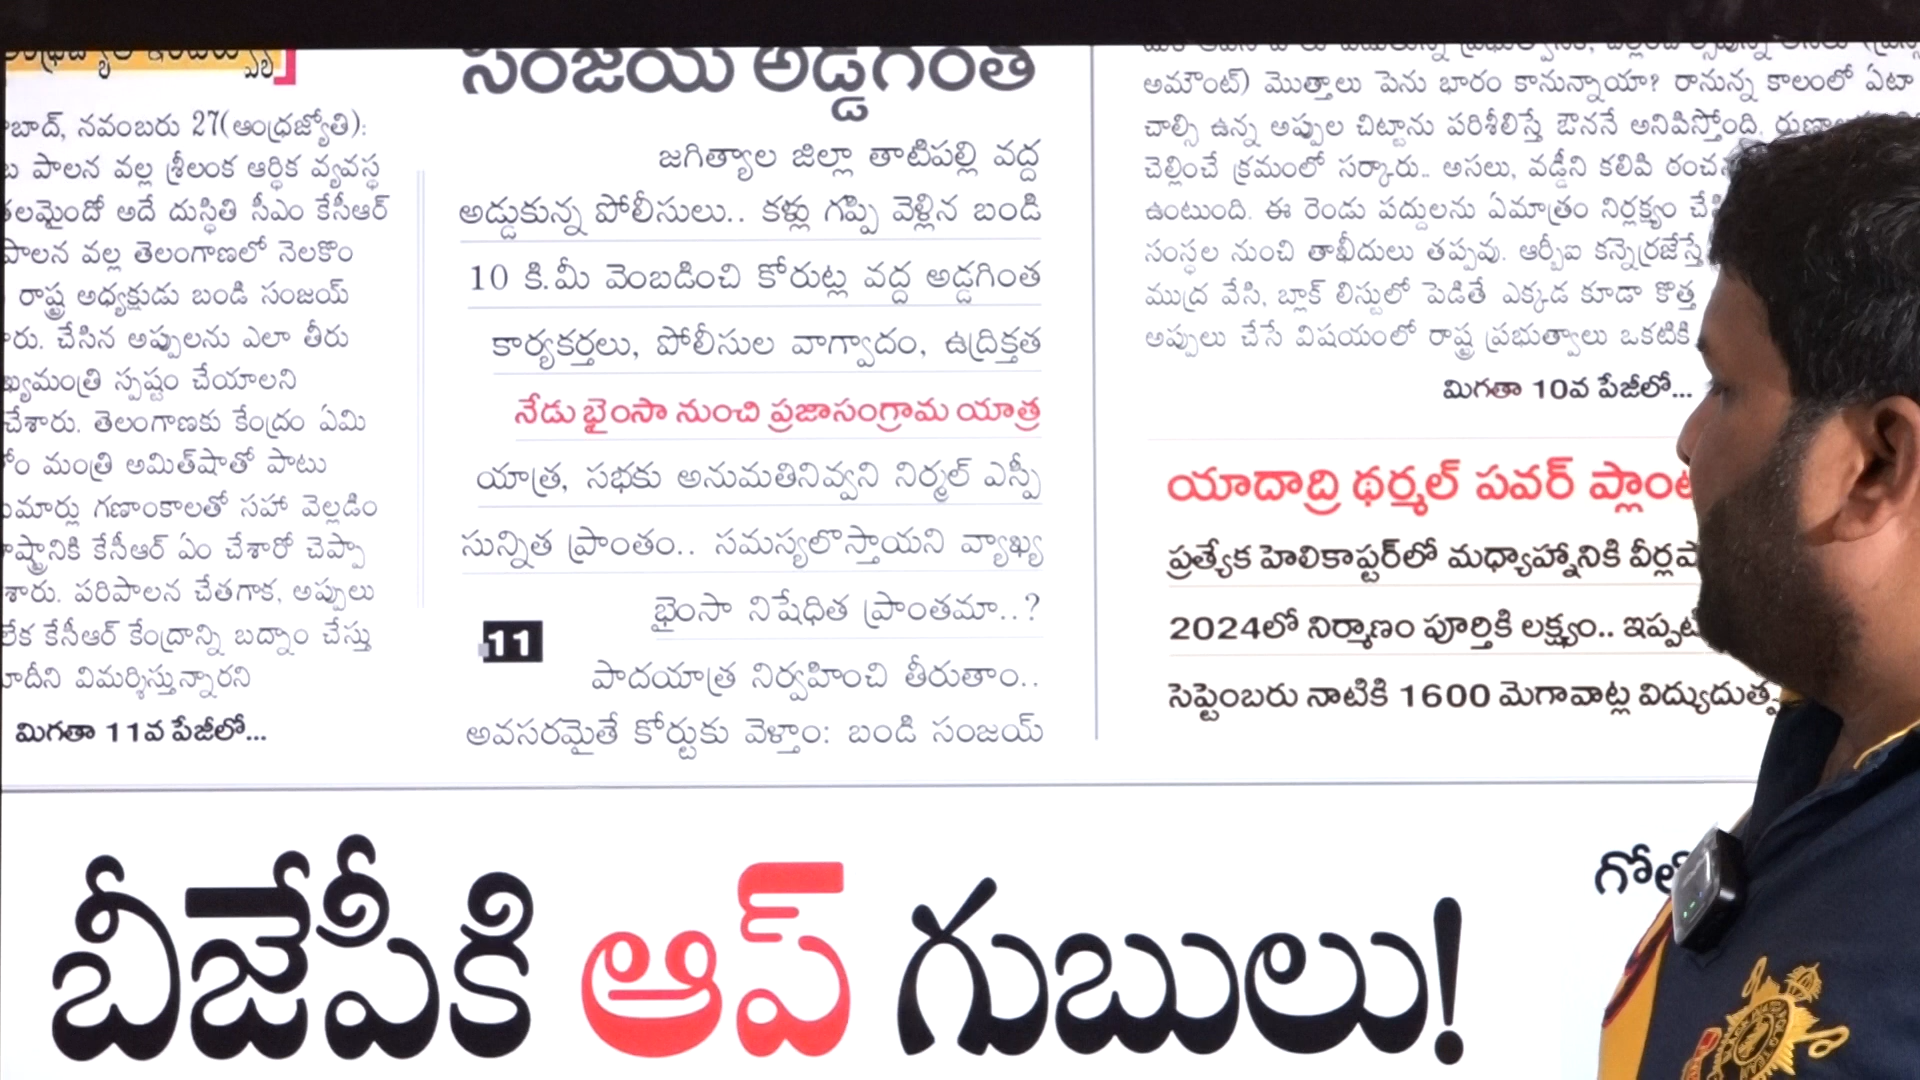 బాద్, నవంబరు 27(ఆంధ్రజ్యోతి):
పాలన వల్ల శ్రీలంక ఆర్థిక వ్యవస్థ
అదే దుస్థితి సీఎం కేసీఆర్
పాలన వల్ల తెలంగాణలో నెలకొం
రాష్ట్ర అధ్యక్షుడు బండి సంజయ్
రు. చేసిన అప్పులను ఎలా తీరు
ఖ్యమంత్రి స్పష్టం చేయాలని
చేశారు. తెలంగాణకు కేంద్రం ఏమి
మంత్రి అమిత్‌షాతో పాటు
మార్లు గణాంకాలతో సహా వెల్లడిం
ష్ట్రానికి కేసీఆర్ ఏం చేశారో చెప్పా
శారు. పరిపాలన చేతగాక, అప్పులు
లేక కేసీఆర్ కేంద్రాన్ని బద్నాం చేస్తు
విమర్శిస్తున్నారని
మిగతా 11వ పేజీలో...
సంజయ్ అడ్డగింత
జగిత్యాల జిల్లా తాటిపల్లి వద్ద
అడ్డుకున్న పోలీసులు.. కళ్లు గప్పి వెళ్లిన బండి
10 కి.మీ వెంబడించి కోరుట్ల వద్ద అడ్డగింత
కార్యకర్తలు, పోలీసుల వాగ్వాదం, ఉద్రిక్తత
నేడు భైంసా నుంచి ప్రజాసంగ్రామ యాత్ర
యాత్ర, సభకు అనుమతినివ్వని నిర్మల్ ఎస్పీ
సున్నిత ప్రాంతం.. సమస్యలొస్తాయని వ్యాఖ్య
భైంసా నిషేధిత ప్రాంతమా..?
11
పాదయాత్ర నిర్వహించి తీరుతాం..
అవసరమైతే కోర్టుకు వెళ్తాం: బండి సంజయ్
అమౌంట్) మొత్తాలు పెను భారం కానున్నాయా? రానున్న కాలంలో ఏటా
చాల్సి ఉన్న అప్పుల చిట్టాను పరిశీలిస్తే ఔననే అనిపిస్తోంది.
చెల్లించే క్రమంలో సర్కారు.. అసలు, వడ్డీని కలిపి
ఉంటుంది. ఈ రెండు పద్దులను ఏమాత్రం నిర్లక్ష్యం
సంస్థల నుంచి తాఖీదులు తప్పవు. ఆర్బీఐ కన్నెర్రజేస్తే
ముద్ర వేసి, బ్లాక్ లిస్టులో పెడితే ఎక్కడ కూడా కొత్త
అప్పులు చేసే విషయంలో రాష్ట్ర ప్రభుత్వాలు ఒకటికి
మిగతా 10వ పేజీలో...
యాదాద్రి థర్మల్ పవర్ ప్లాంట
ప్రత్యేక హెలికాప్టర్‌లో మధ్యాహ్నానికి
2024లో నిర్మాణం పూర్తికి లక్ష్యం..
సెప్టెంబరు నాటికి 1600 మెగావాట్ల విద్యుదుత్ప
బీజేపీకి ఆప్ గుబులు!